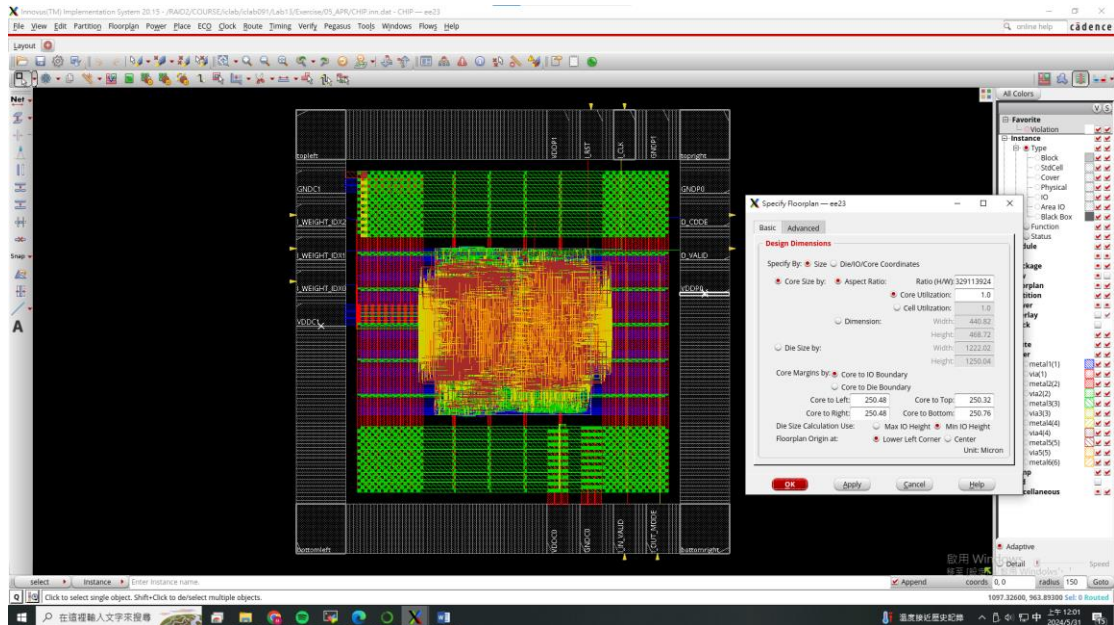 Innovus(TM) Implementation System 20.15 - /RAID2/COURSE/iclab/iclab091/Lab13/Exercise/05_APR/CHIP inn.dat - CHIP — ee23
File View Edit Partition Floorplan Power Place ECO Clock Route Timing Verify Pegasus Tools Windows Flows Help
online help cādence
Layout
All Colors
Net
V S
Favorite
Violation
Instance
Type
Block
StdCell
Cover
Physical
IO
Area IO
Black Box
Function
Status
metal1(1)
via(1)
metal2(2)
via2(2)
metal3(3)
via3(3)
metal4(4)
via4(4)
metal5(5)
via5(5)
metal6(6)
Adaptive
Detail
Speed
Snap
A
topleft
VDDP1
I_RST
I_CLK
GNDP1
topright
GNDC1
GNDP0
I_WEIGHT_IDX2
I_WEIGHT_IDX1
I_WEIGHT_IDX0
VDDC1
VDDP0
bottomleft
VDDC0
GNDC0
I_IN_VALID
bottomright
Specify Floorplan — ee23
Basic Advanced
Design Dimensions
Specify By: Size Die/IO/Core Coordinates
Core Size by: Aspect Ratio: Ratio (H/W): 329113924
Core Utilization: 1.0
Cell Utilization: 1.0
Dimension: Width: 440.82
Height: 468.72
Die Size by: Width: 1222.02
Height: 1250.04
Core Margins by: Core to IO Boundary
Core to Die Boundary
Core to Left: 250.48 Core to Top: 250.32
Core to Right: 250.48 Core to Bottom: 250.76
Die Size Calculation Use: Max IO Height Min IO Height
Floorplan Origin at: Lower Left Corner Center
Unit: Micron
OK Apply Cancel Help
select Instance Enter Instance name.
Append coords 0, 0 radius 150 Goto
Q Click to select single object. Shift+Click to de/select multiple objects.
1097.32600, 963.89300 Sel: 0 Routed
在這裡輸入文字來搜尋
溫度接近歷史紀錄
中
上午 12:01
2024/5/31